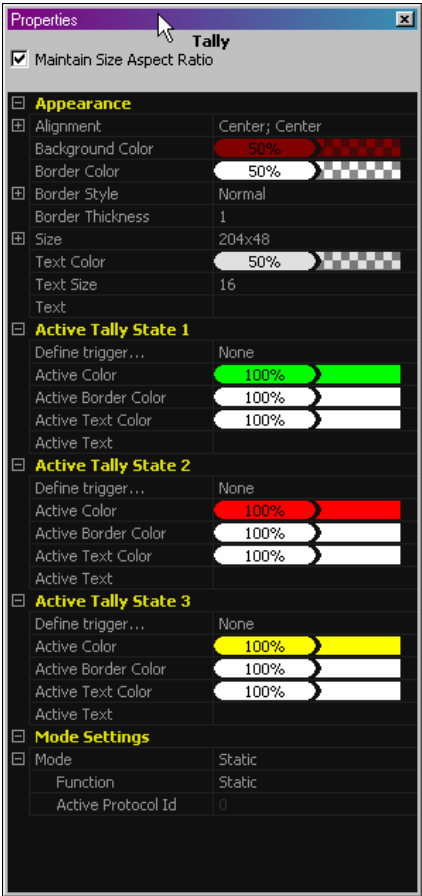 Properties
Tally
Maintain Size Aspect Ratio
Appearance
Alignment Center; Center
Background Color 50%
Border Color 50%
Border Style Normal
Border Thickness 1
Size 204x48
Text Color 50%
Text Size 16
Text
Active Tally State 1
Define trigger... None
Active Color 100%
Active Border Color 100%
Active Text Color 100%
Active Text
Active Tally State 2
Define trigger... None
Active Color 100%
Active Border Color 100%
Active Text Color 100%
Active Text
Active Tally State 3
Define trigger... None
Active Color 100%
Active Border Color 100%
Active Text Color 100%
Active Text
Mode Settings
Mode Static
Function Static
Active Protocol Id 0